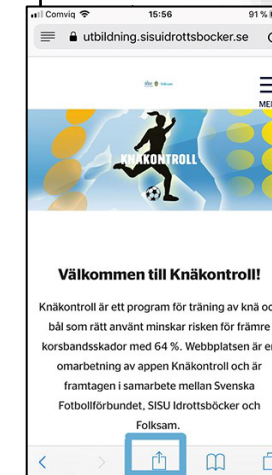 Comviq 15:56 91 %
utbildning.sisuidrottsbocker.se
KNÄKONTROLL
Välkommen till Knäkontroll!
Knäkontroll är ett program för träning av knä oc
bål som rätt använt minskar risken för främre
korsbandsskador med 64 %. Webbplatsen är en
omarbetning av appen Knäkontroll och är
framtagen i samarbete mellan Svenska
Fotbollförbundet, SISU Idrottsböcker och
Folksam.